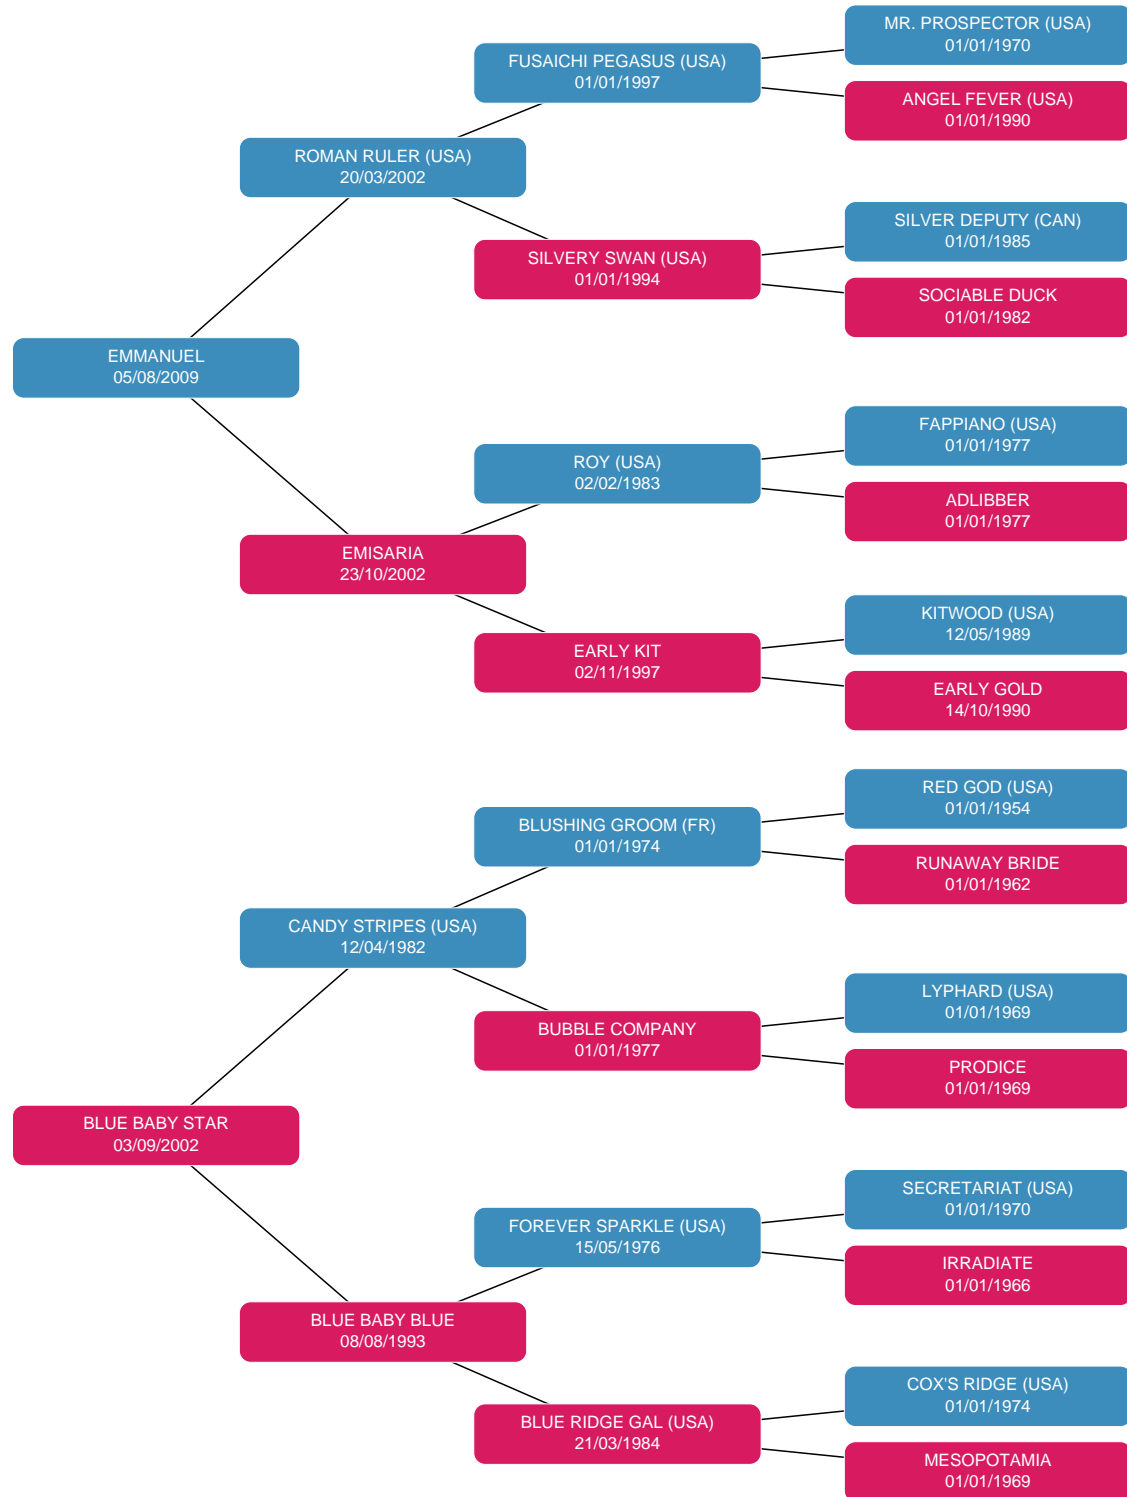 MR. PROSPECTOR (USA)
01/01/1970
FUSAICHI PEGASUS (USA)
01/01/1997
ANGEL FEVER (USA)
01/01/1990
ROMAN RULER (USA)
20/03/2002
SILVER DEPUTY (CAN)
01/01/1985
SILVERY SWAN (USA)
01/01/1994
SOCIABLE DUCK
01/01/1982
EMMANUEL
05/08/2009
FAPPIANO (USA)
01/01/1977
ROY (USA)
02/02/1983
ADLIBBER
01/01/1977
EMISARIA
23/10/2002
KITWOOD (USA)
12/05/1989
EARLY KIT
02/11/1997
EARLY GOLD
14/10/1990
RED GOD (USA)
01/01/1954
BLUSHING GROOM (FR)
01/01/1974
RUNAWAY BRIDE
01/01/1962
CANDY STRIPES (USA)
12/04/1982
LYPHARD (USA)
01/01/1969
BUBBLE COMPANY
01/01/1977
PRODICE
01/01/1969
BLUE BABY STAR
03/09/2002
SECRETARIAT (USA)
01/01/1970
FOREVER SPARKLE (USA)
15/05/1976
IRRADIATE
01/01/1966
BLUE BABY BLUE
08/08/1993
COX'S RIDGE (USA)
01/01/1974
BLUE RIDGE GAL (USA)
21/03/1984
MESOPOTAMIA
01/01/1969